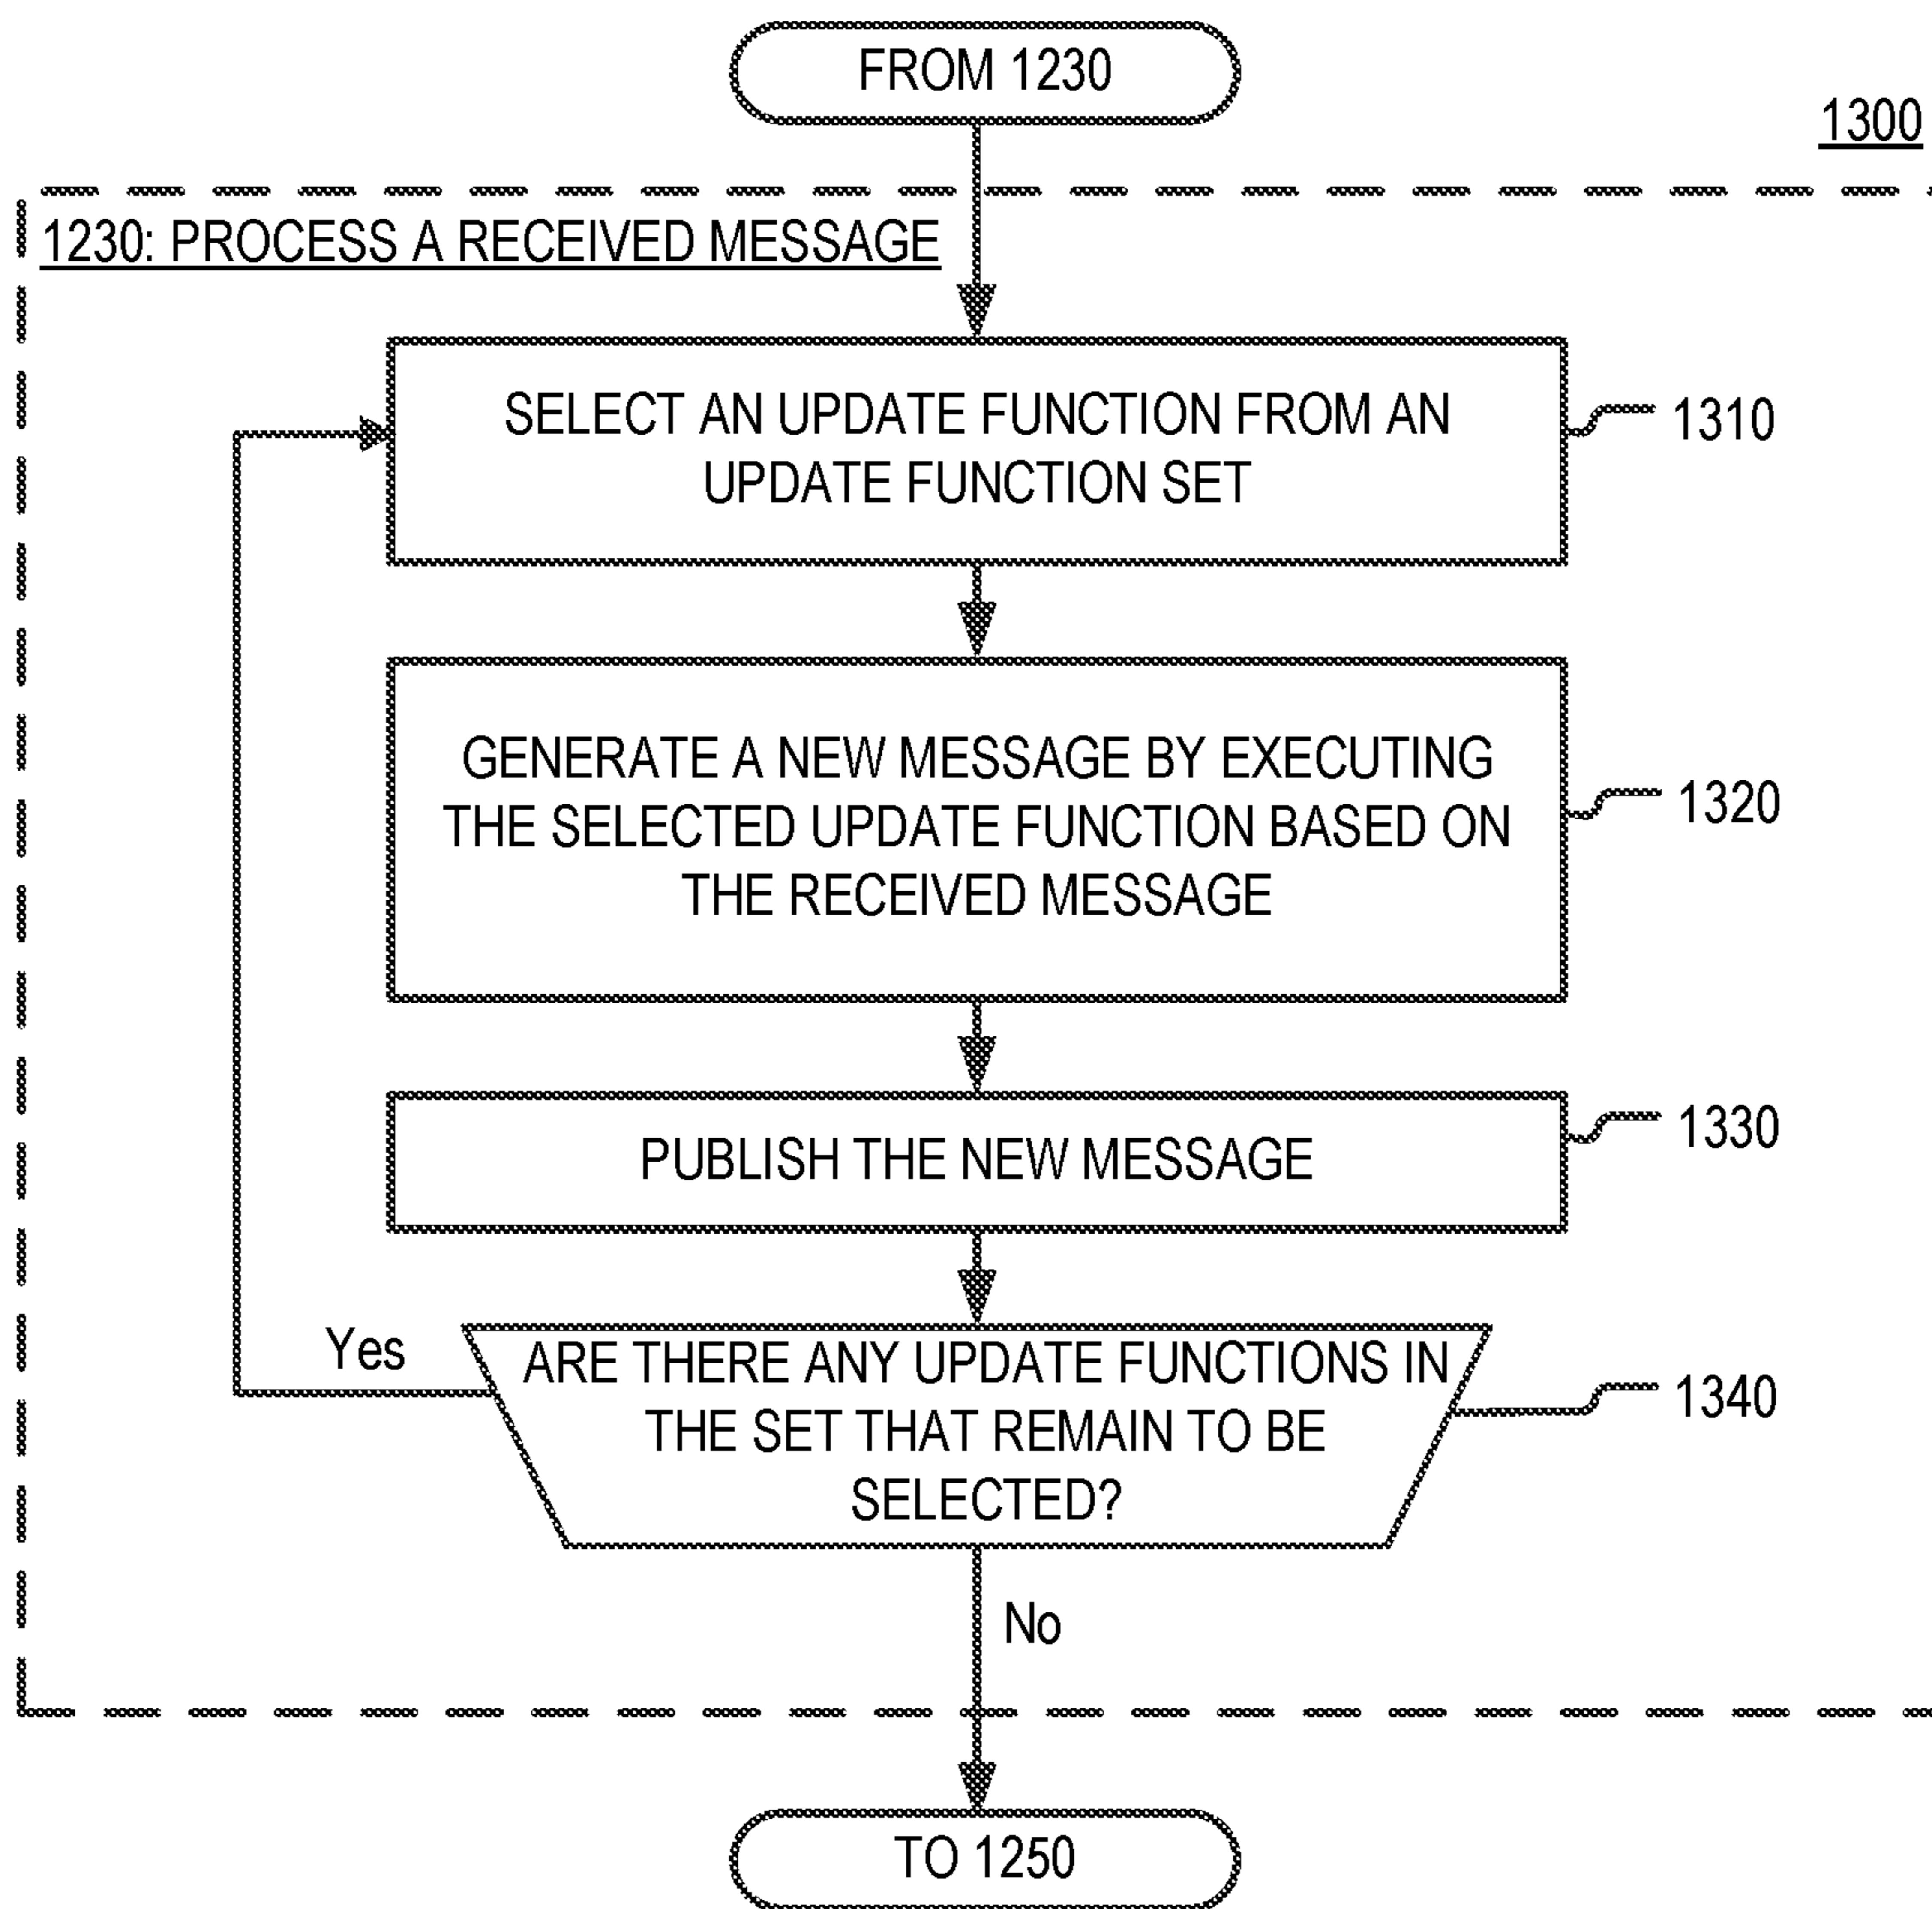 FROM 1230
1300
1230: PROCESS A RECEIVED MESSAGE
SELECT AN UPDATE FUNCTION FROM AN
UPDATE FUNCTION SET
1310
GENERATE A NEW MESSAGE BY EXECUTING
THE SELECTED UPDATE FUNCTION BASED ON
THE RECEIVED MESSAGE
1320
PUBLISH THE NEW MESSAGE
1330
Yes
ARE THERE ANY UPDATE FUNCTIONS IN
THE SET THAT REMAIN TO BE
SELECTED?
1340
No
TO 1250